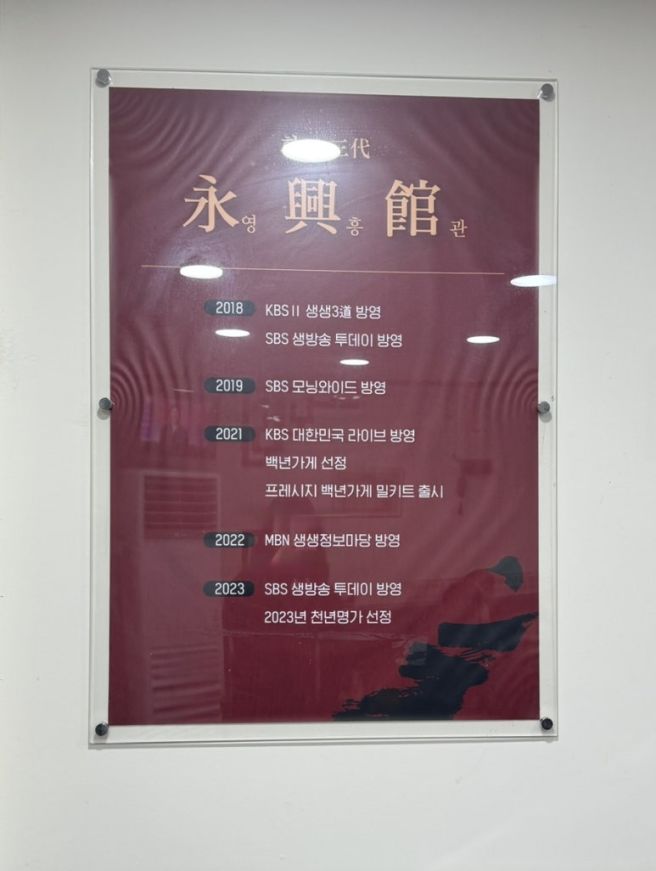 三代
永영 興흥 館관
2018 KBSⅡ 생생3道 방영
SBS 생방송 투데이 방영
2019 SBS 모닝와이드 방영
2021 KBS 대한민국 라이브 방영
백년가게 선정
프레시지 백년가게 밀키트 출시
2022 MBN 생생정보마당 방영
2023 SBS 생방송 투데이 방영
2023년 천년명가 선정